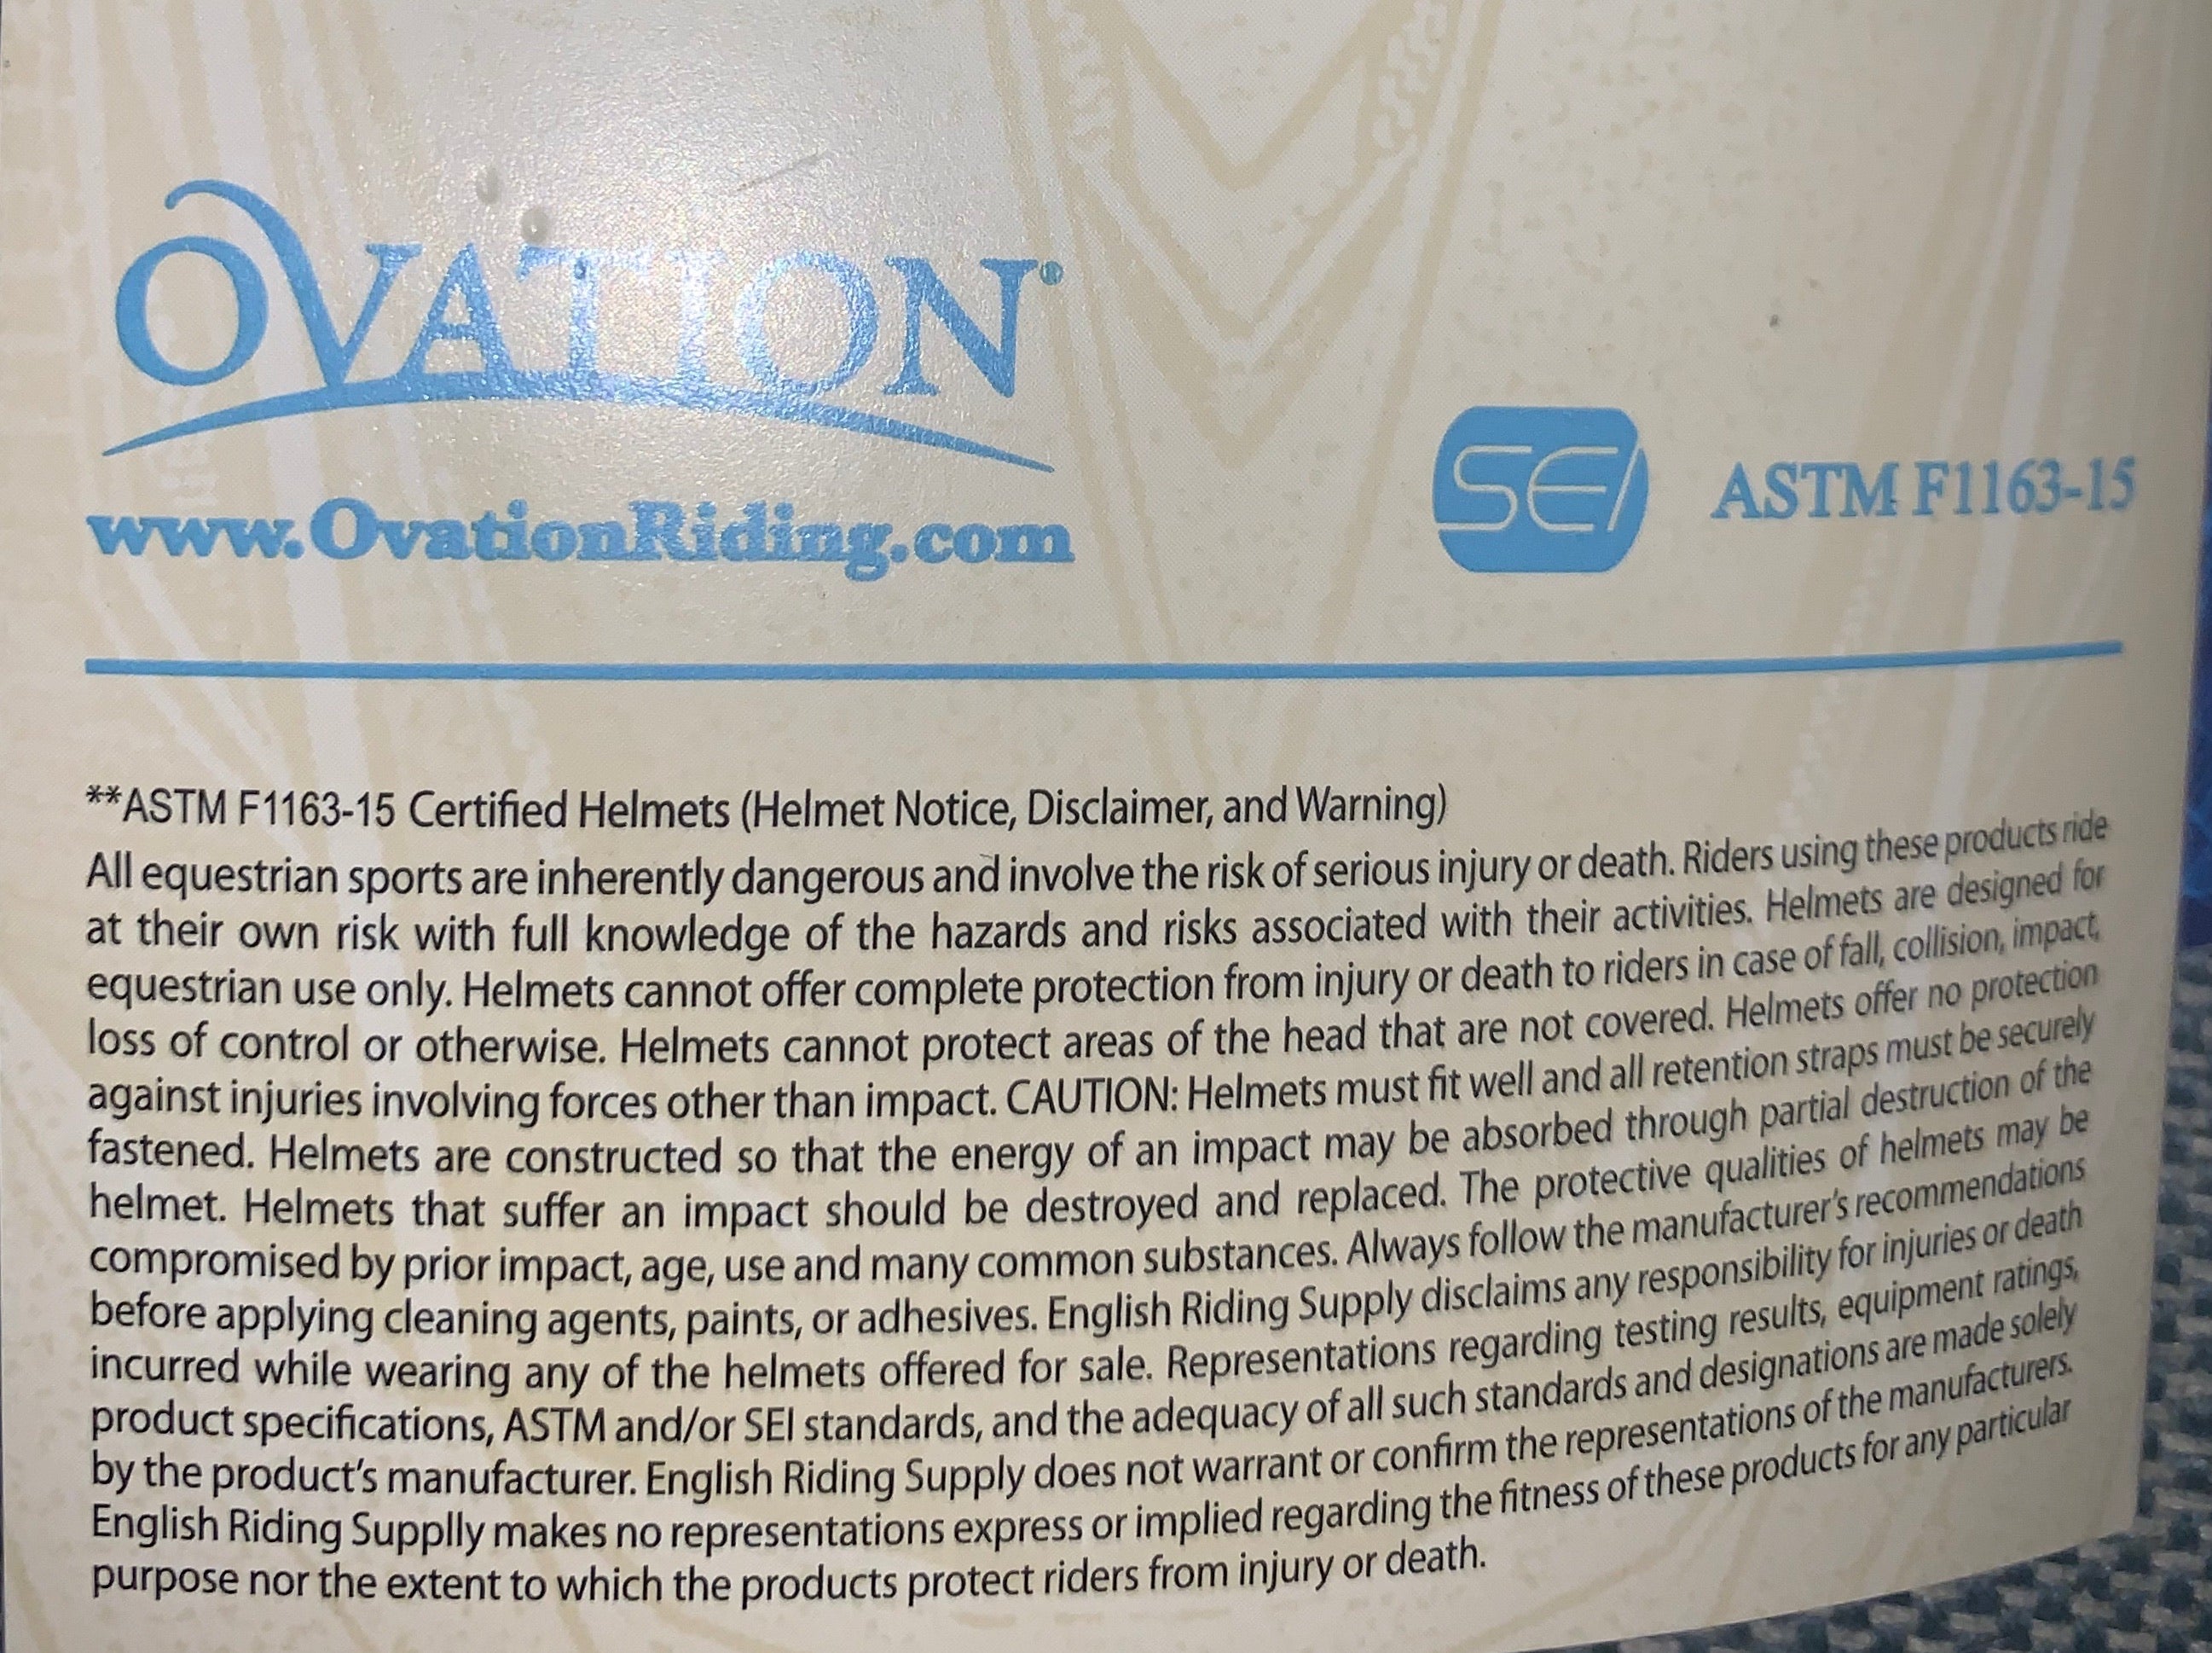 OVATION
www.OvationRiding.com
SEI ASTM F1163-15
**ASTM F1163-15 Certified Helmets (Helmet Notice, Disclaimer, and Warning)
All equestrian sports are inherently dangerous and involve the risk of serious injury or death. Riders using these products ride
at their own risk with full knowledge of the hazards and risks associated with their activities. Helmets are designed for
equestrian use only. Helmets cannot offer complete protection from injury or death to riders in case of fall, collision, impact,
loss of control or otherwise. Helmets cannot protect areas of the head that are not covered. Helmets offer no protection
against injuries involving forces other than impact. CAUTION: Helmets must fit well and all retention straps must be securely
fastened. Helmets are constructed so that the energy of an impact may be absorbed through partial destruction of the
helmet. Helmets that suffer an impact should be destroyed and replaced. The protective qualities of helmets may be
compromised by prior impact, age, use and many common substances. Always follow the manufacturer's recommendations
before applying cleaning agents, paints, or adhesives. English Riding Supply disclaims any responsibility for injuries or death
incurred while wearing any of the helmets offered for sale. Representations regarding testing results, equipment ratings,
product specifications, ASTM and/or SEI standards, and the adequacy of all such standards and designations are made solely
by the product's manufacturer. English Riding Supply does not warrant or confirm the representations of the manufacturers.
English Riding Supplly makes no representations express or implied regarding the fitness of these products for any particular
purpose nor the extent to which the products protect riders from injury or death.